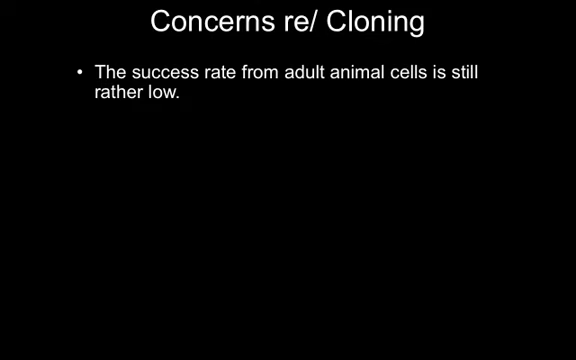 Concerns re/ Cloning
• The success rate from adult animal cells is still
rather low.